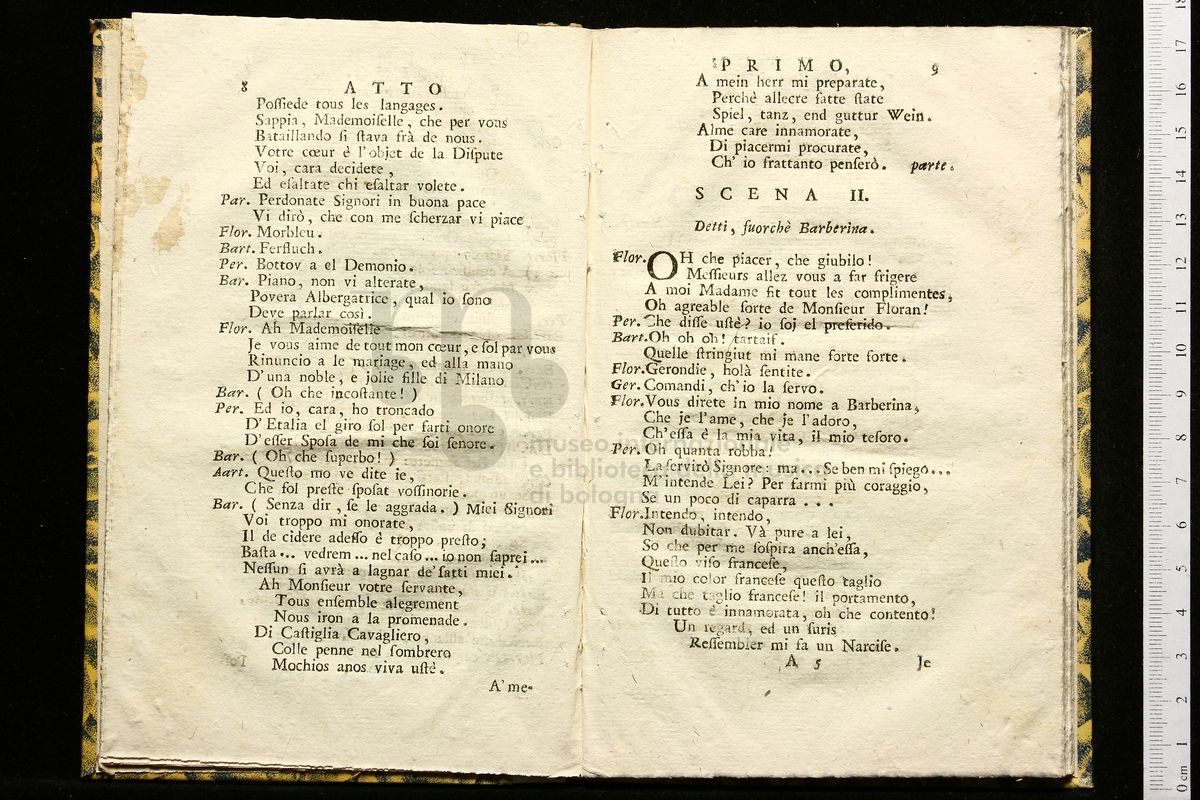 8 ATTO
Poſſiede tous les langages.
Sappia, Mademoiſelle, che per vous
Bataillando ſi ſtava frà de nous.
Votre cœur è l'objet de la Diſpute
Voi, cara decidete,
Ed eſaltate chi eſaltar volete.
Par. Perdonate Signori in buona pace
Vi dirò, che con me ſcherzar vi piace
Flor. Morbleu.
Bart. Ferfluch.
Per. Bottov a el Demonio.
Bar. Piano, non vi alterate,
Povera Albergatrice, qual io ſono
Deve parlar così.
Flor. Ah Mademoiſelle
Je vous aime de tout mon cœur, e ſol par vous
Rinuncio a le mariage, ed alla mano
D'una noble, e jolie fille di Milano
Bar. ( Oh che incoſtante! )
Per. Ed io, cara, ho troncado
D'Etalia el giro ſol per farti onore
D'eſſer Spoſa de mi che ſoi ſenore.
Bar. ( Oh che ſuperbo! )
Aart. Queſto mo ve dite ie,
Che ſol preſte ſpoſat voſſinorie.
Bar. ( Senza dir, ſe le aggrada. ) Miei Signori
Voi troppo mi onorate,
Il de cidere adeſſo è troppo preſto;
Baſta ... vedrem ... nel caſo ... io non ſaprei ...
Neſſun ſi avrà a lagnar de' fatti miei.
Ah Monſieur votre ſervante,
Tous enſemble alegrement
Nous iron a la promenade.
Di Caſtiglia Cavagliero,
Colle penne nel ſombrero
Mochios anos viva uſtè.
A' me-
PRIMO, 9
A mein herr mi preparate,
Perchè allecre fatte ſtate
Spiel, tanz, end guttur Wein.
Alme care innamorate,
Di piacermi procurate,
Ch' io frattanto penſerò. parte.
SCENA II.
Detti, fuorchè Barberina.
Flor. OH che piacer, che giubilo!
Meſſieurs allez vous a far frigere
A moi Madame fit tout les complimentes,
Oh agreable ſorte de Monſieur Floran!
Per. Che diſſe uſtè? io ſoj el preferido.
Bart. Oh oh oh! tartaif.
Quelle ſtringiut mi mane forte forte.
Flor. Gerondie, holà ſentite.
Ger. Comandi, ch'io la ſervo.
Flor. Vous direte in mio nome a Barberina,
Che je l'ame, che je l'adoro,
Ch'eſſa è la mia vita, il mio teſoro.
Per. Oh quanta robba!
La ſervirò Signore: ma ... Se ben mi ſpiegò...
M'intende Lei? Per farmi più coraggio,
Se un poco di caparra . . .
Flor. Intendo, intendo,
Non dubitar. Và pure a lei,
So che per me ſoſpira anch'eſſa,
Queſto viſo franceſe,
Il mio color franceſe queſto taglio
Ma che taglio franceſe! il portamento,
Di tutto è innamorata, oh che contento!
Un regard, ed un ſuris
Reſſembler mi fa un Narciſe.
A 5 Je
museo internazionale
e biblioteca della musica
di bologna